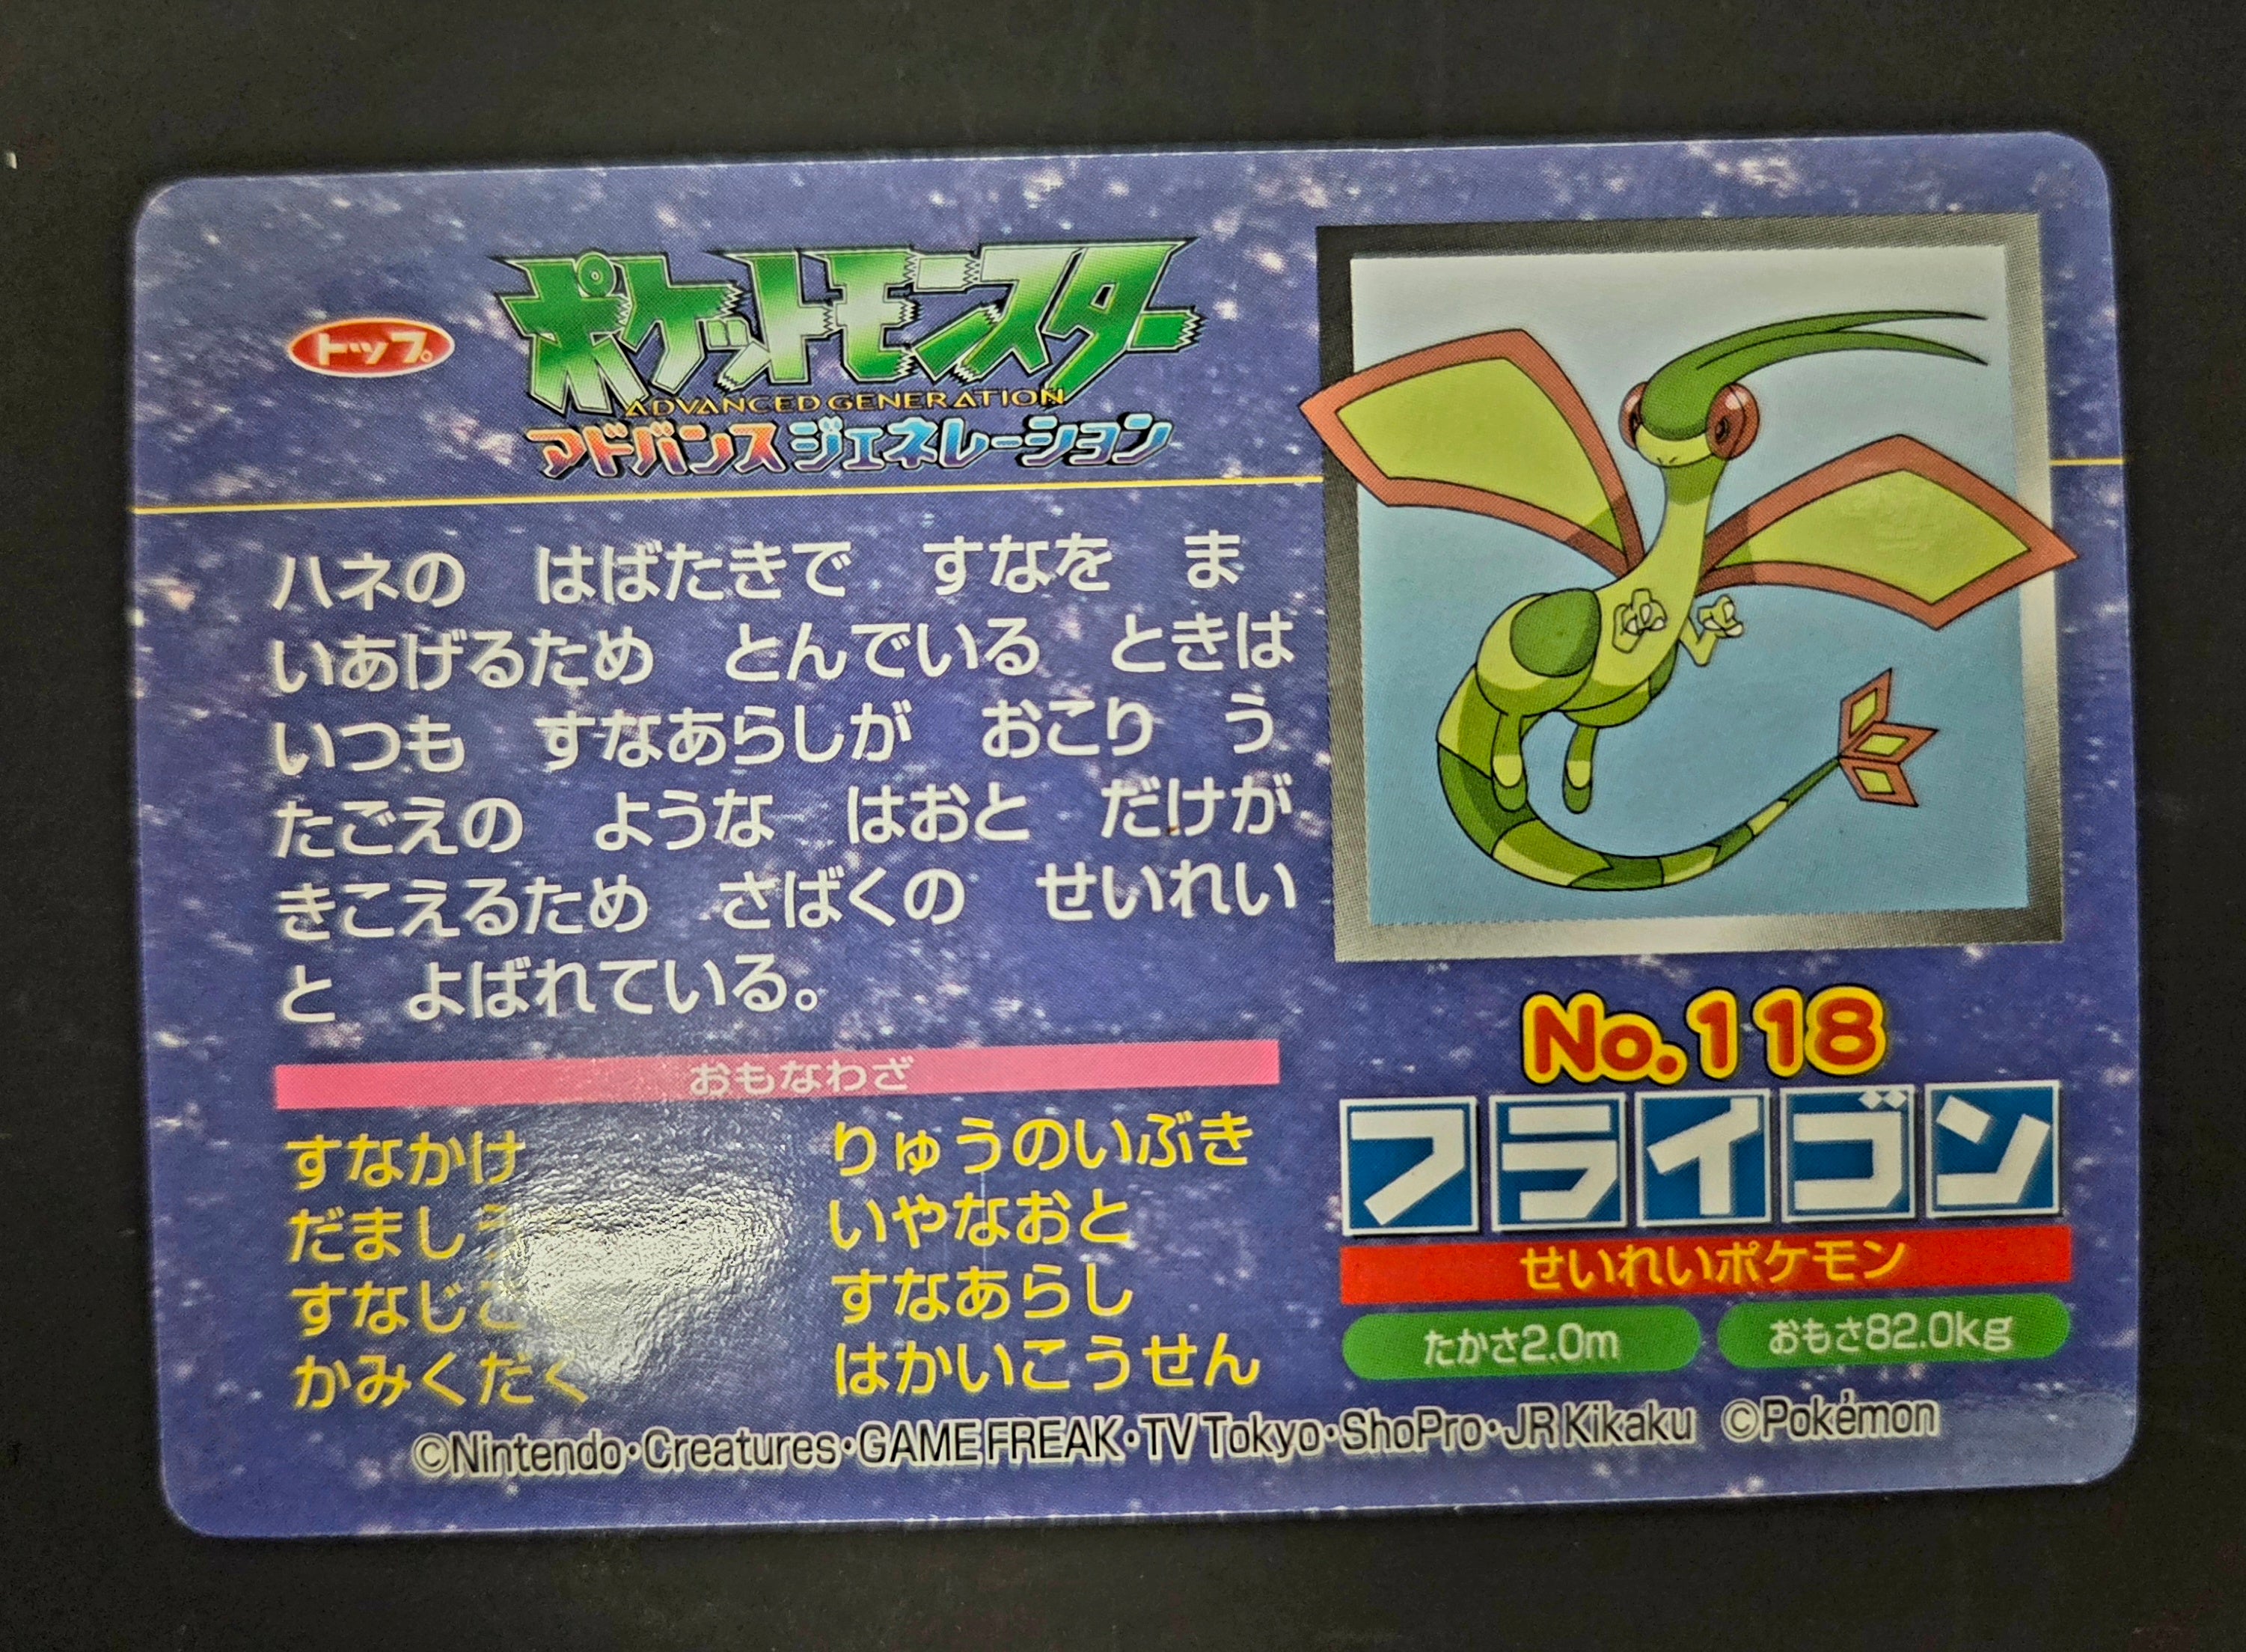 トップ。
ポケットモンスター
ADVANCED GENERATION
アドバンスジェネレーション
ハネの　はばたきで　すなを　ま
いあげるため　とんでいる　ときは
いつも　すなあらしが　おこり　う
たごえの　ような　はおと　だけが
きこえるため　さばくの　せいれい
と　よばれている。
おもなわざ
すなかけ
だましう
すなじご
かみくだく
りゅうのいぶき
いやなおと
すなあらし
はかいこうせん
No.118
フライゴン
せいれいポケモン
たかさ2.0m
おもさ82.0kg
©Nintendo・Creatures・GAME FREAK・TV Tokyo・ShoPro・JR Kikaku ©Pokémon